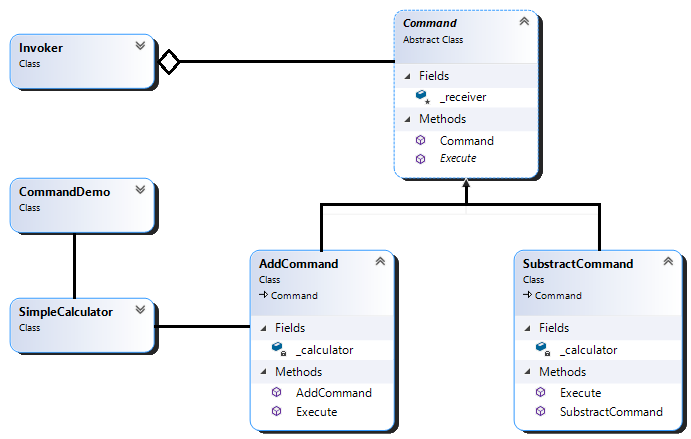 Invoker
Class
Command
Abstract Class
Fields
_receiver
Methods
Command
Execute
CommandDemo
Class
SimpleCalculator
Class
AddCommand
Class
Command
Fields
_calculator
Methods
AddCommand
Execute
SubstractCommand
Class
Command
Fields
_calculator
Methods
Execute
SubstractCommand